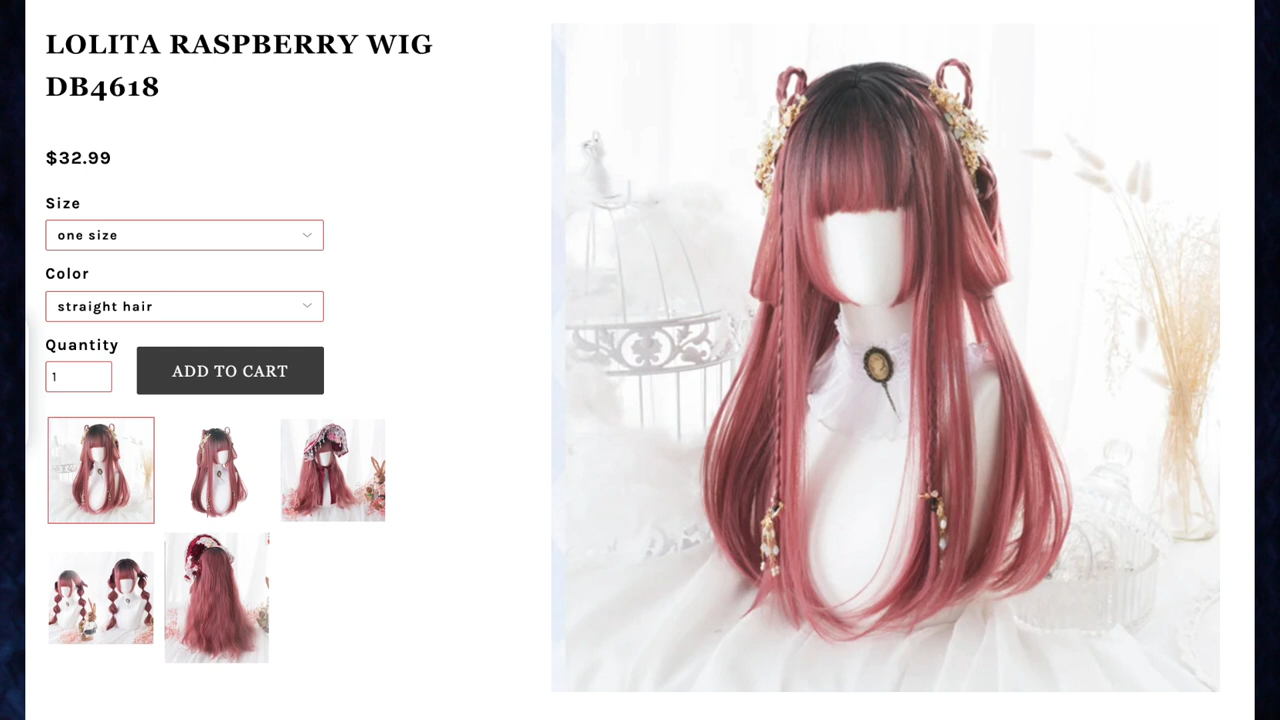 LOLITA RASPBERRY WIG
DB4618
$32.99
Size
one size
Color
straight hair
Quantity
1
ADD TO CART